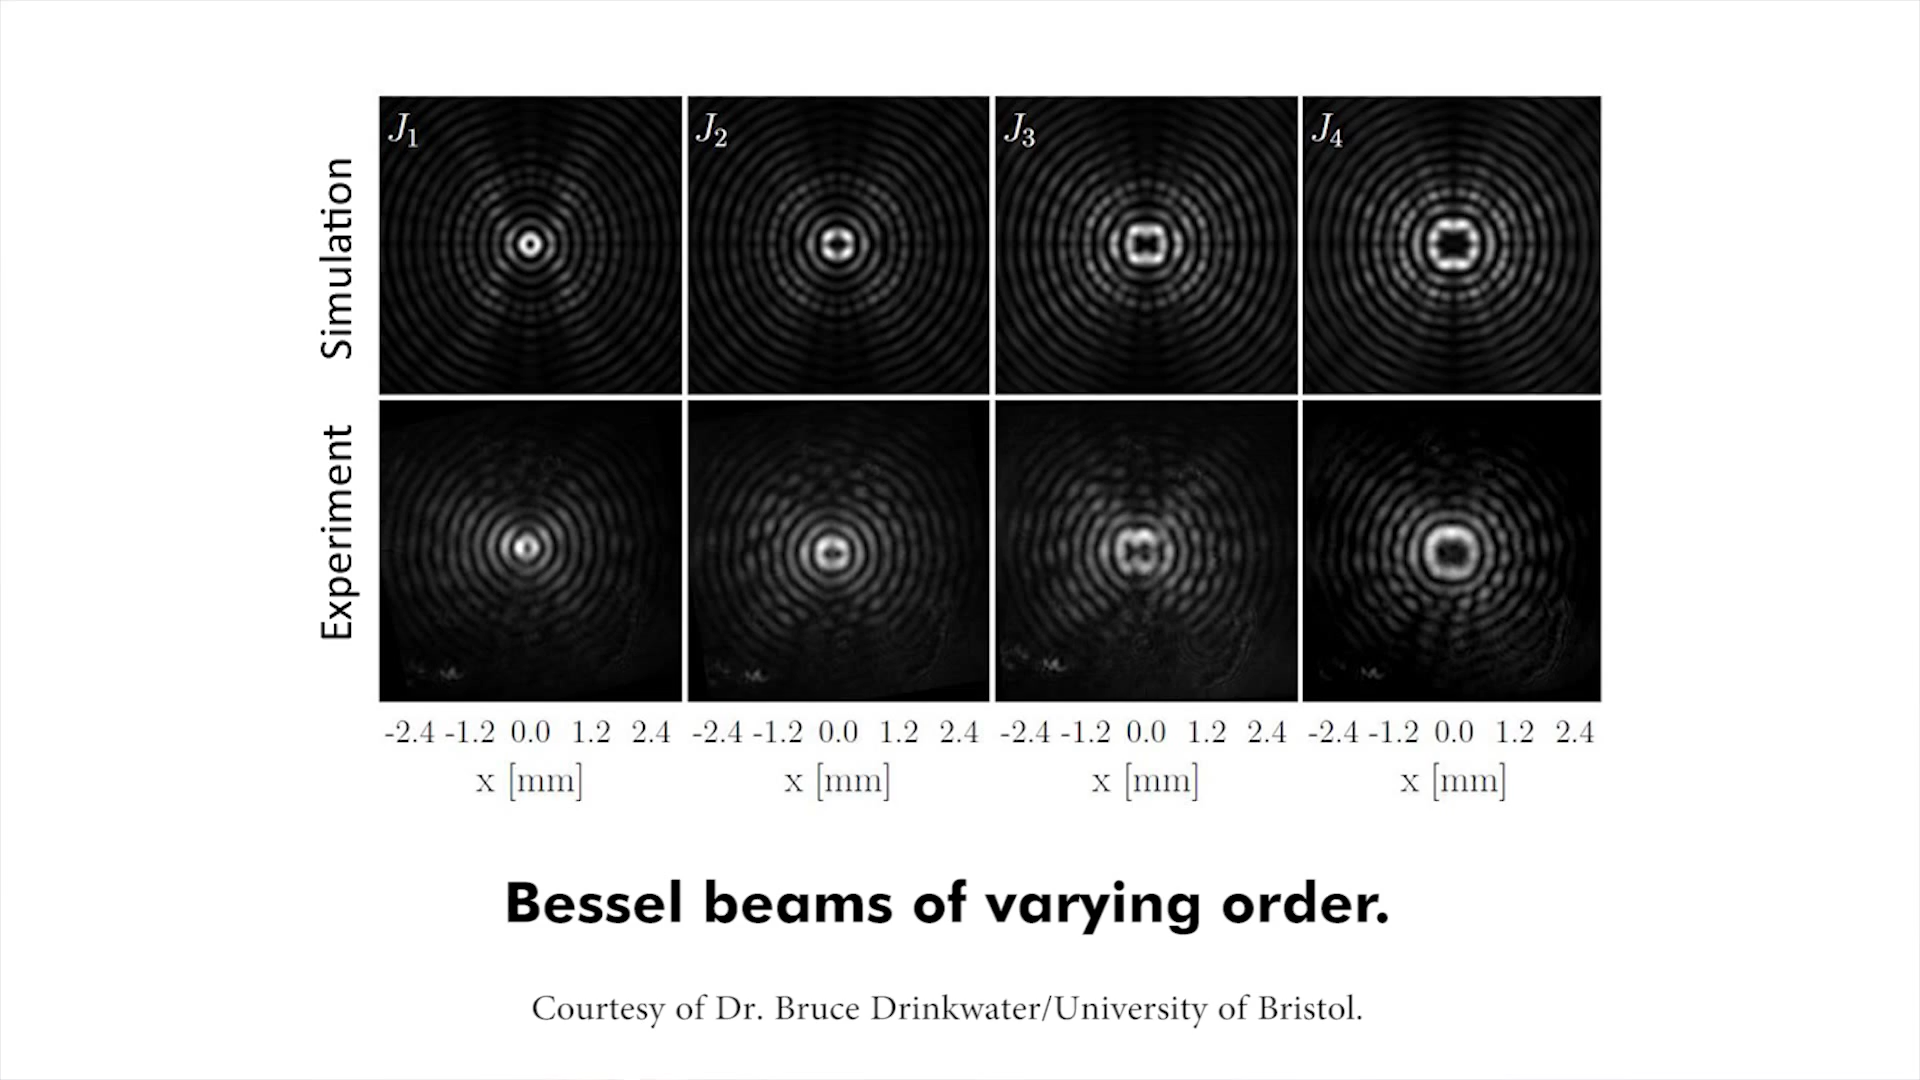 J1 J2 J3 J4
Simulation
Experiment
-2.4 -1.2 0.0 1.2 2.4 -2.4 -1.2 0.0 1.2 2.4 -2.4 -1.2 0.0 1.2 2.4 -2.4 -1.2 0.0 1.2 2.4
x [mm] x [mm] x [mm] x [mm]
Bessel beams of varying order.
Courtesy of Dr. Bruce Drinkwater/University of Bristol.